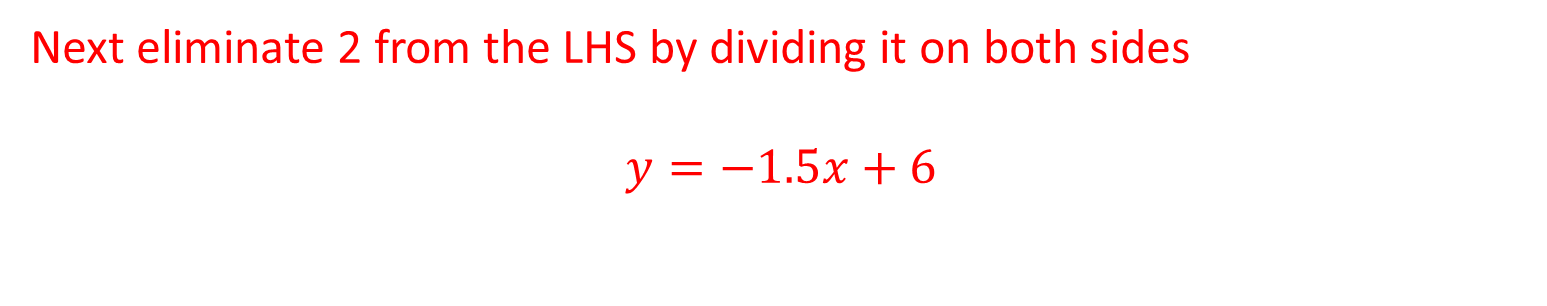 Next eliminate 2 from the LHS by dividing it on both sides
y = −1.5x + 6